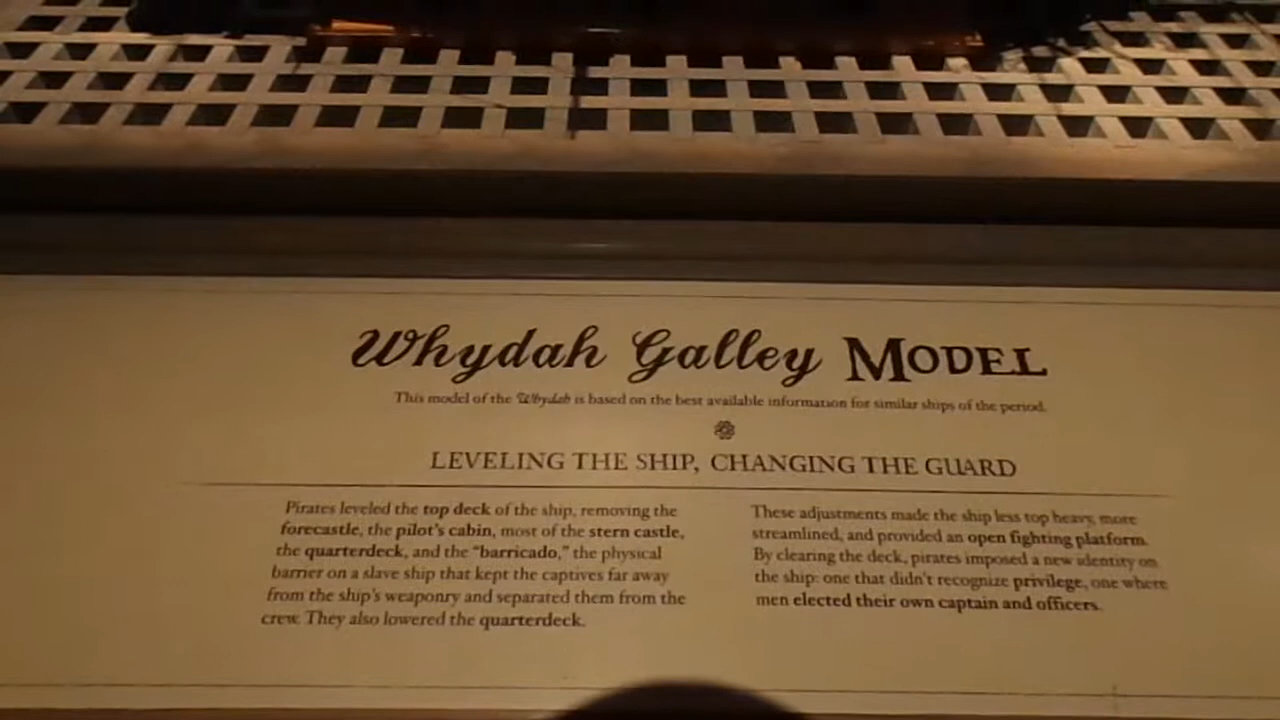 Whydah Galley MODEL
This model of the Whydah is based on the best available information for similar ships of the period.
LEVELING THE SHIP, CHANGING THE GUARD
Pirates leveled the top deck of the ship, removing the
forecastle, the pilot's cabin, most of the stern castle,
the quarterdeck, and the "barricado," the physical
barrier on a slave ship that kept the captives far away
from the ship's weaponry and separated them from the
crew. They also lowered the quarterdeck.
These adjustments made the ship less top heavy, more
streamlined, and provided an open fighting platform.
By clearing the deck, pirates imposed a new identity on
the ship: one that didn't recognize privilege, one where
men elected their own captain and officers.